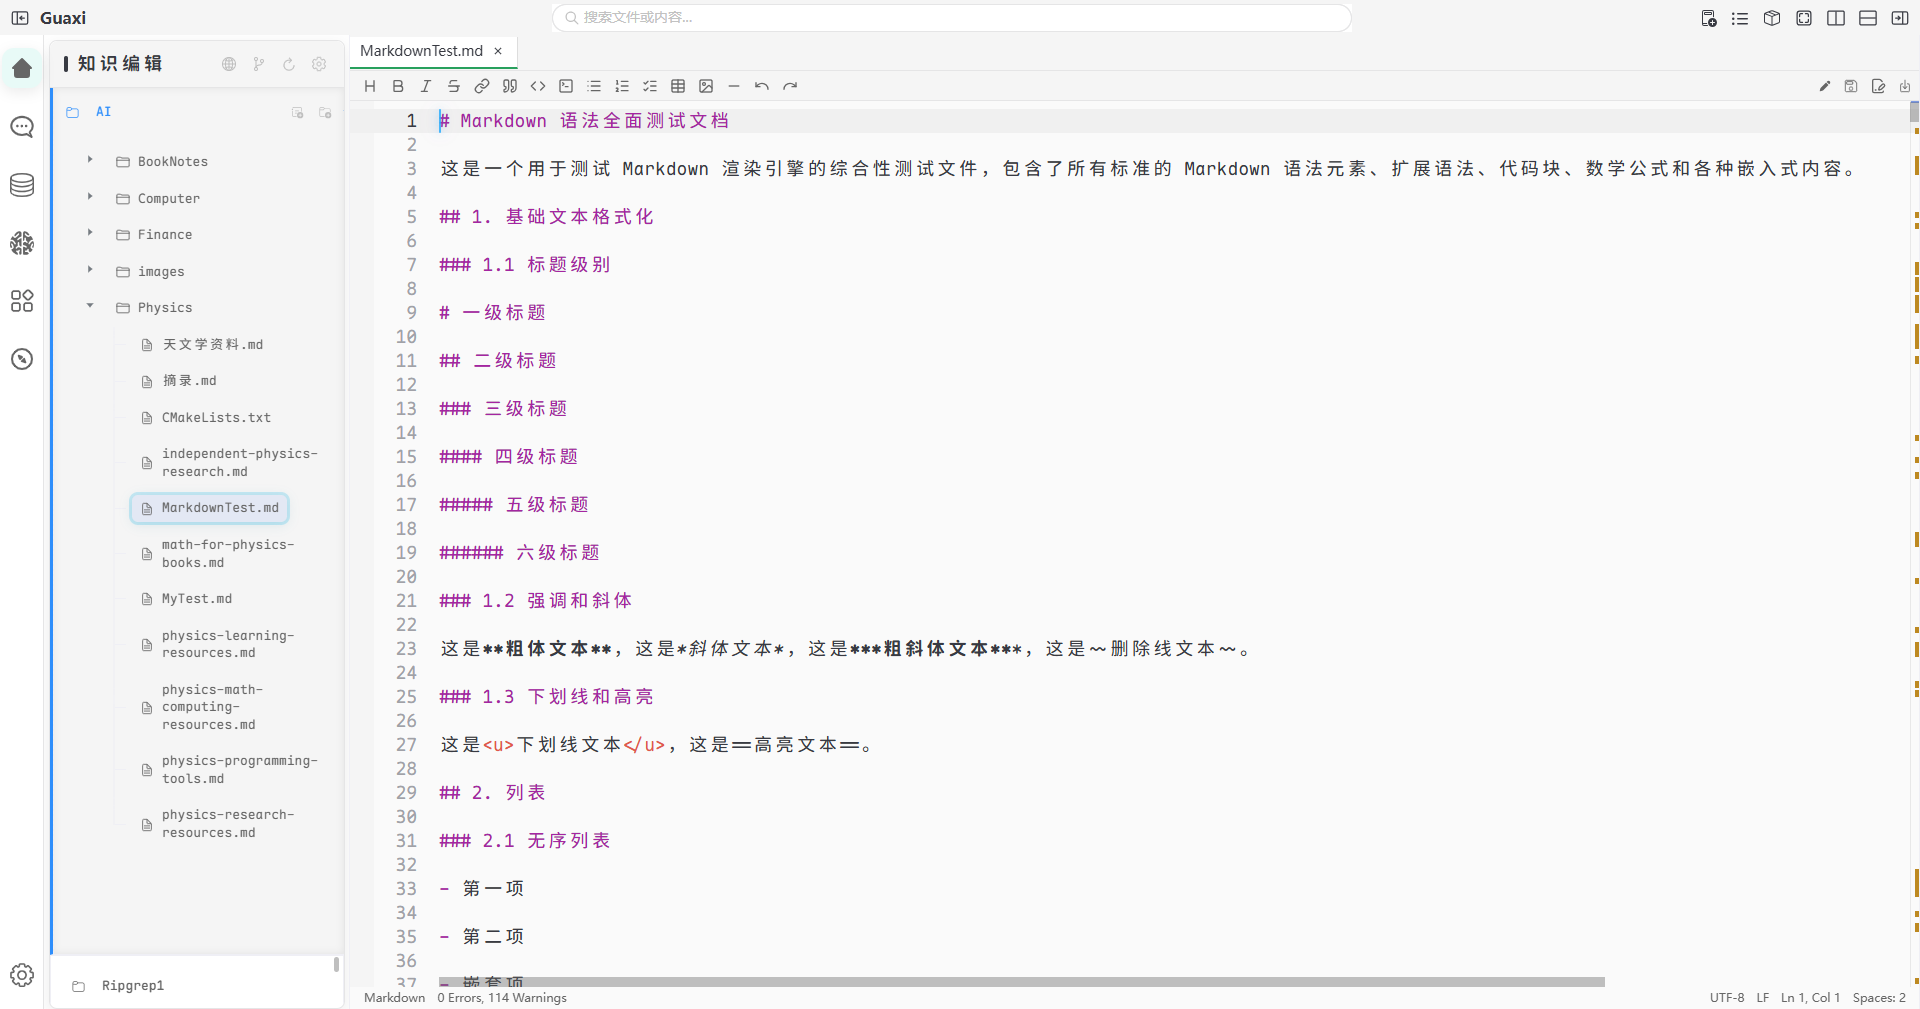 Guaxi
搜索文件或内容...
知识编辑
AI
BookNotes
Computer
Finance
images
Physics
天文学资料.md
摘录.md
CMakeLists.txt
independent-physics-
research.md
MarkdownTest.md
math-for-physics-
books.md
MyTest.md
physics-learning-
resources.md
physics-math-
computing-
resources.md
physics-programming-
tools.md
physics-research-
resources.md
Ripgrep1
MarkdownTest.md ×
1 # Markdown 语法全面测试文档
2
3 这是一个用于测试 Markdown 渲染引擎的综合性测试文件，包含了所有标准的 Markdown 语法元素、扩展语法、代码块、数学公式和各种嵌入式内容。
4
5 ## 1. 基础文本格式化
6
7 ### 1.1 标题级别
8
9 # 一级标题
10
11 ## 二级标题
12
13 ### 三级标题
14
15 #### 四级标题
16
17 ##### 五级标题
18
19 ###### 六级标题
20
21 ### 1.2 强调和斜体
22
23 这是**粗体文本**，这是*斜体文本*，这是***粗斜体文本***，这是~~删除线文本~~。
24
25 ### 1.3 下划线和高亮
26
27 这是<u>下划线文本</u>，这是==高亮文本==。
28
29 ## 2. 列表
30
31 ### 2.1 无序列表
32
33 - 第一项
34
35 - 第二项
36
37 - 嵌套项
Markdown 0 Errors, 114 Warnings
UTF-8 LF Ln 1, Col 1 Spaces: 2